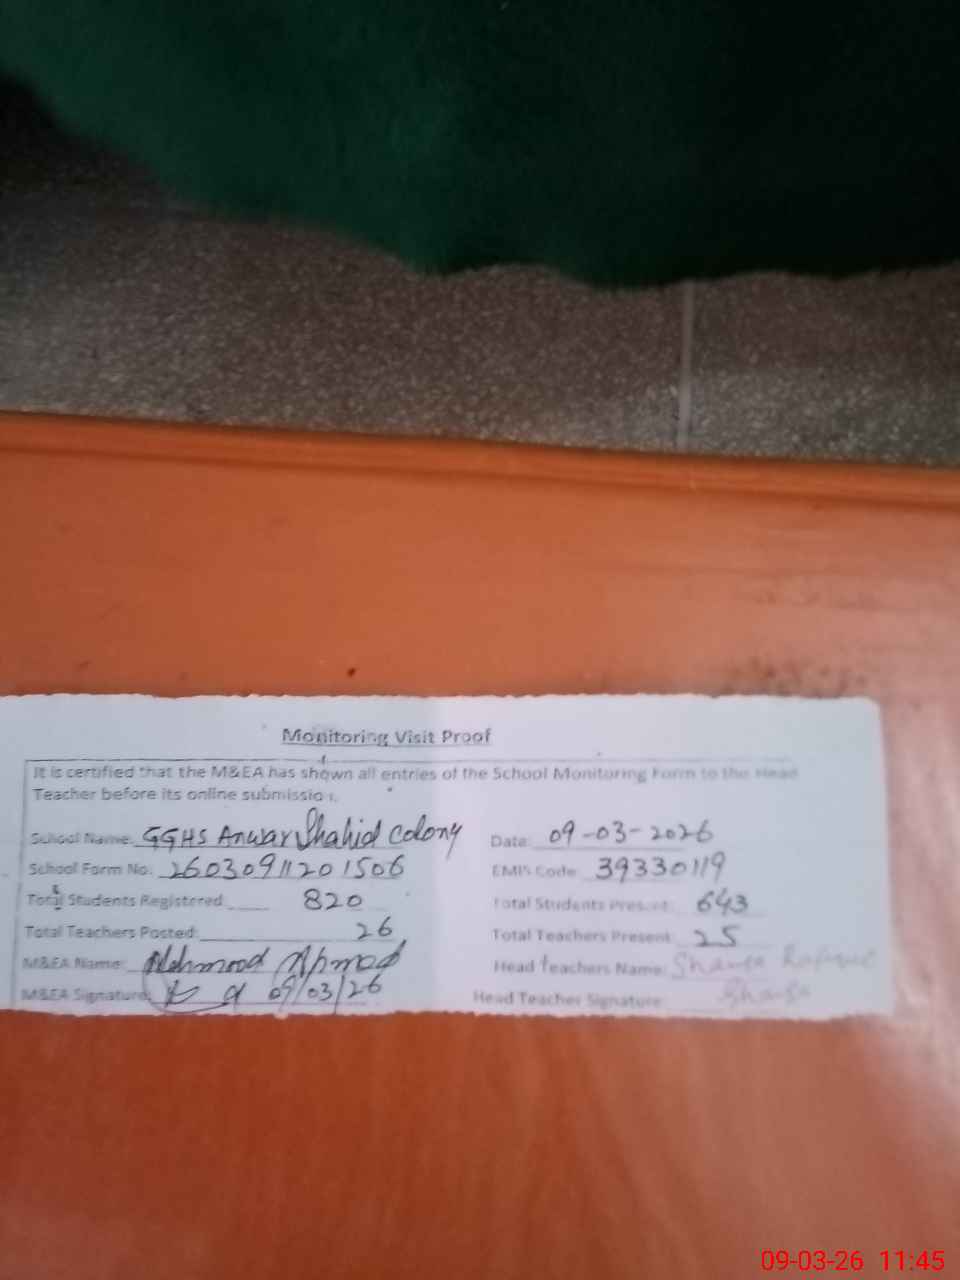 Monitoring Visit Proof
It is certified that the M&EA has shown all entries of the School Monitoring Form to the Head
Teacher before its online submission.
School Name: GGHS Anwar Shahid Colony Date: 09-03-2026
School Form No: 26030911201506 EMIS Code: 39330119
Total Students Registered: 820 Total Students Present: 643
Total Teachers Posted: 26 Total Teachers Present: 25
M&EA Name: Mehmood Ahmad Head Teachers Name:
M&EA Signature: 09/03/26 Head Teacher Signature:
09-03-26 11:45